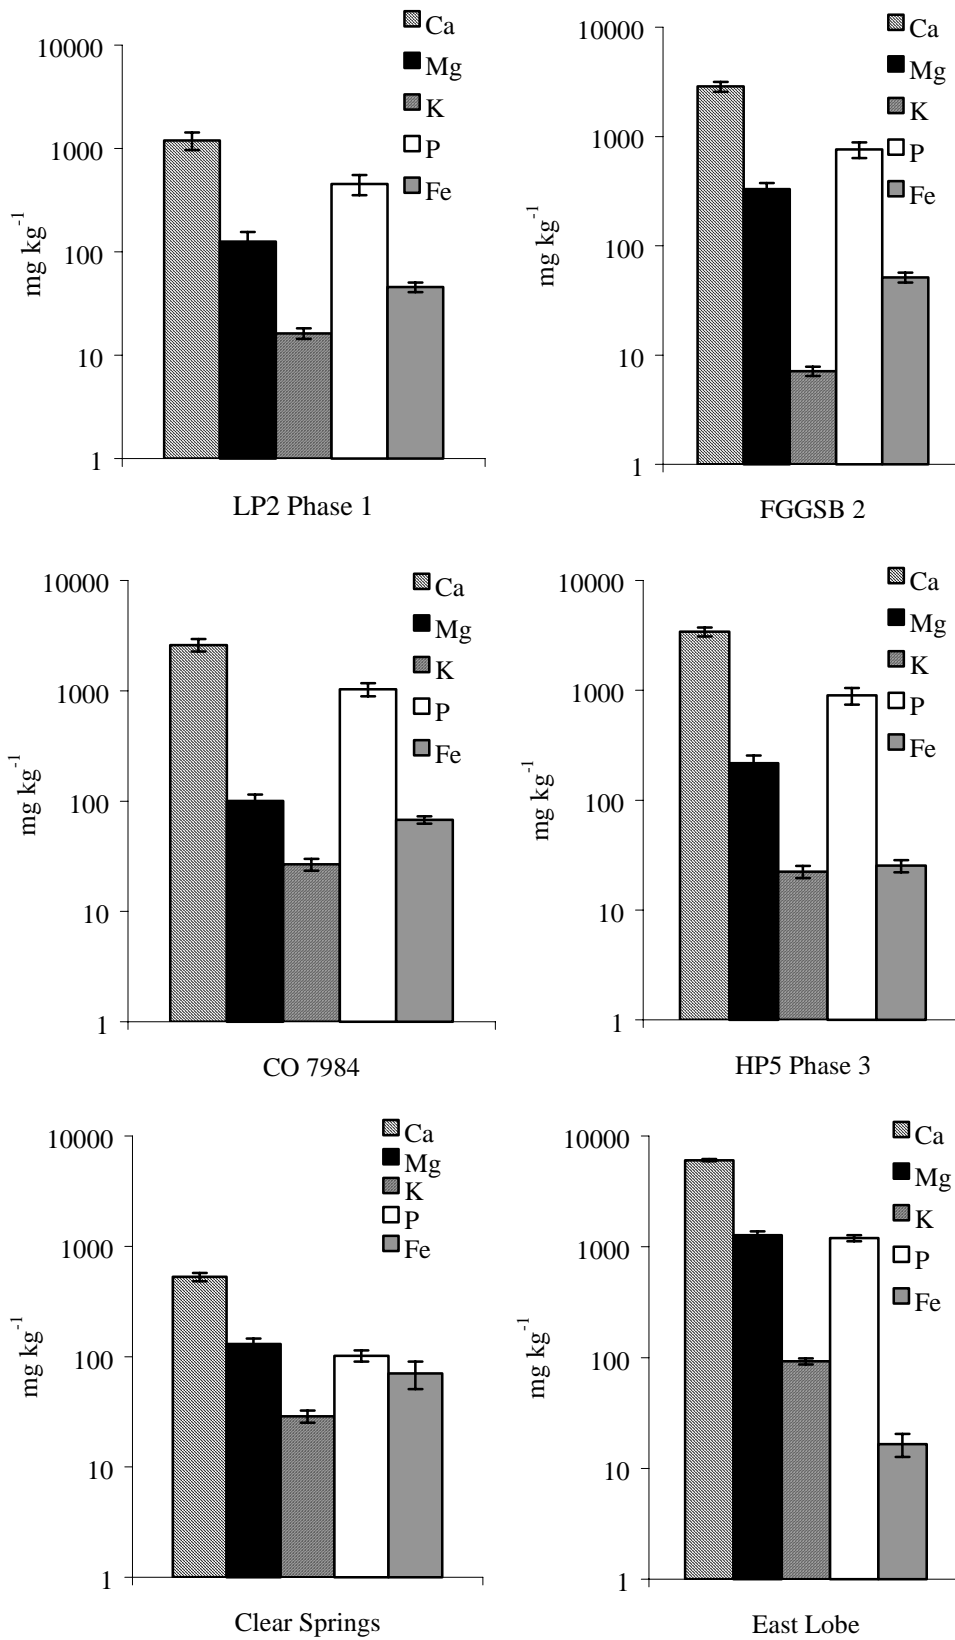 Ca
Mg
K
P
Fe
10000
1000
100
10
1
mg kg-1
LP2 Phase 1
Ca
Mg
K
P
Fe
10000
1000
100
10
1
mg kg-1
FGGSB 2
Ca
Mg
K
P
Fe
10000
1000
100
10
1
mg kg-1
CO 7984
Ca
Mg
K
P
Fe
10000
1000
100
10
1
mg kg-1
HP5 Phase 3
Ca
Mg
K
P
Fe
10000
1000
100
10
1
mg kg-1
Clear Springs
Ca
Mg
K
P
Fe
10000
1000
100
10
1
mg kg-1
East Lobe